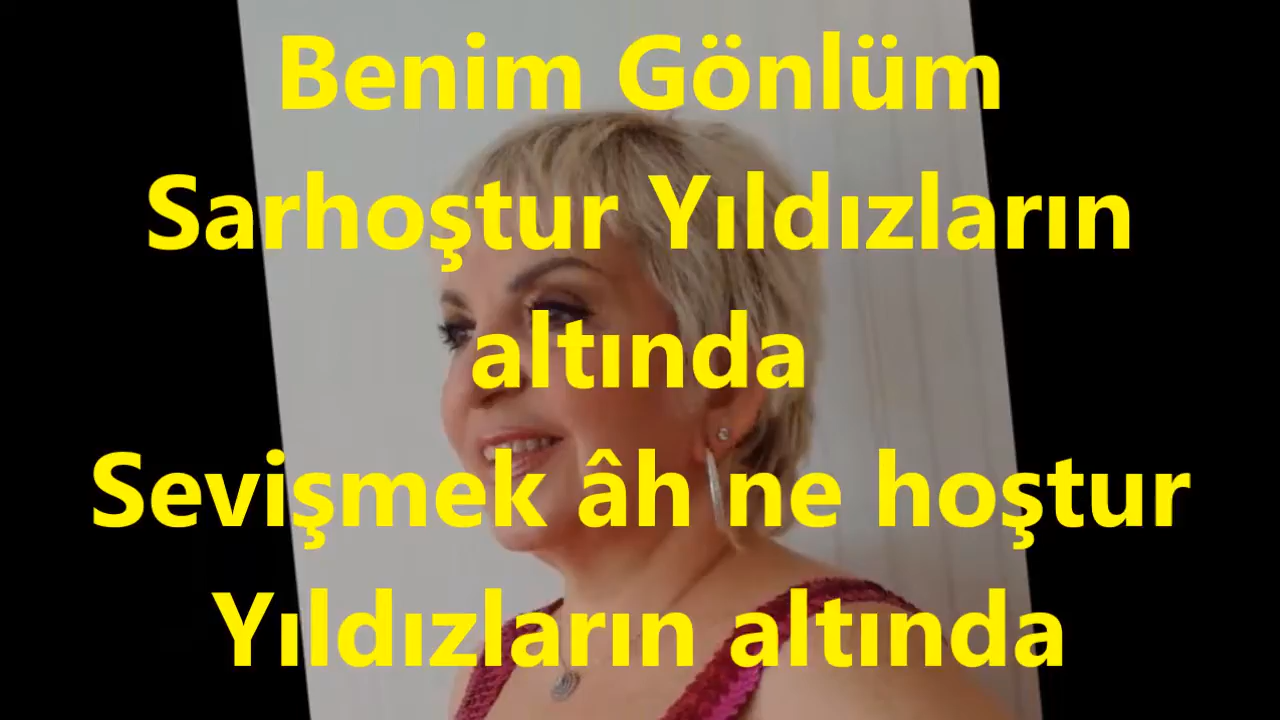 Benim Gönlüm
Sarhoştur Yıldızların
altında
Sevişmek âh ne hoştur
Yıldızların altında